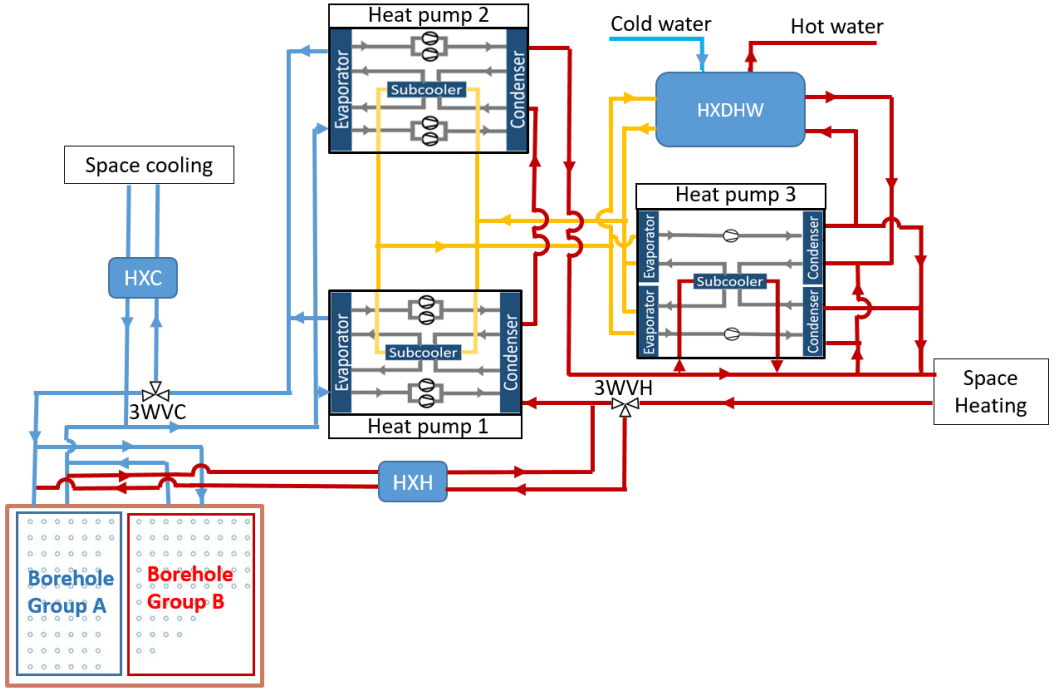 Heat pump 2
Evaporator
Subcooler
Condenser
Cold water
Hot water
HXDHW
Space cooling
HXC
3WVC
Heat pump 3
Evaporator
Evaporator
Subcooler
Condenser
Condenser
Evaporator
Subcooler
Condenser
Heat pump 1
3WVH
Space
Heating
HXH
Borehole
Group A
Borehole
Group B